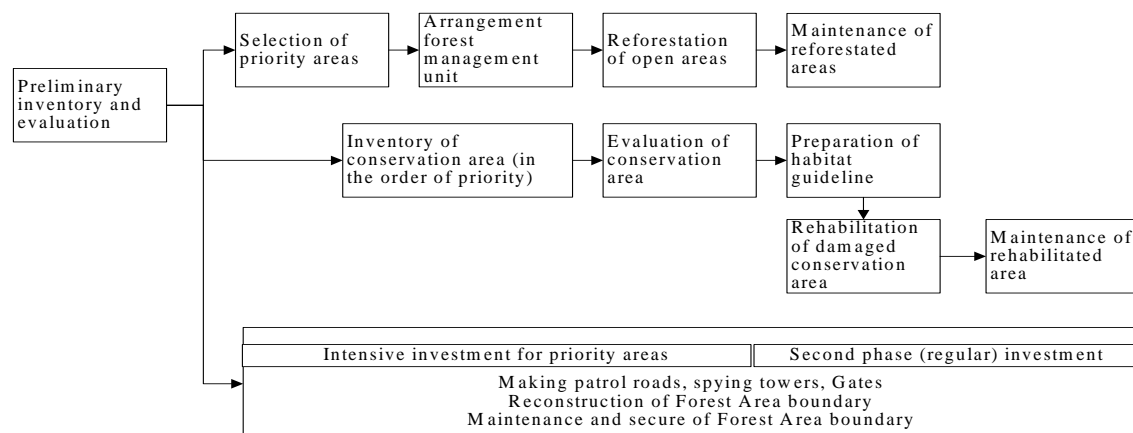 Preliminary
inventory and
evaluation
Selection of
priority areas
Arrangement
forest
management
unit
Reforestation
of open areas
Maintenance of
reforestated
areas
Inventory of
conservation area (in
the order of priority)
Evaluation of
conservation
area
Preparation of
habitat
guideline
Rehabilitation
of damaged
conservation
area
Maintenance of
rehabilitated
area
Intensive investment for priority areas
Second phase (regular) investment
Making patrol roads, spying towers, Gates
Reconstruction of Forest Area boundary
Maintenance and secure of Forest Area boundary